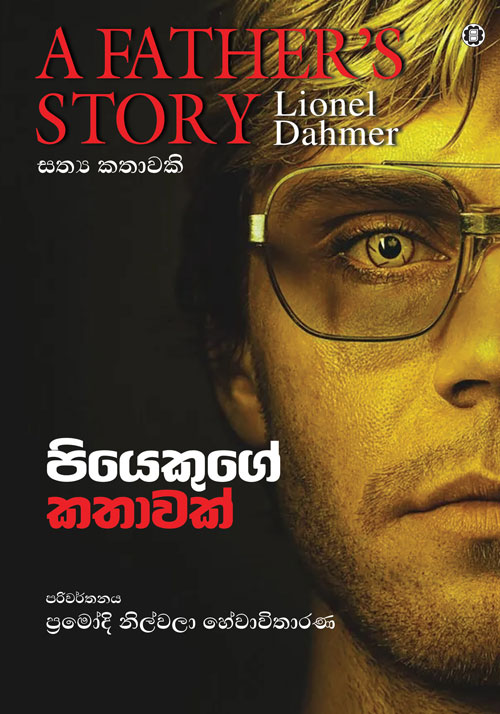 A FATHER'S
STORY Lionel
Dahmer
සත්‍ය කතාවකි
පියෙකුගේ
කතාවක්
පරිවර්තනය
ප්‍රමෝදි නිල්වලා හේවාවිතාරණ